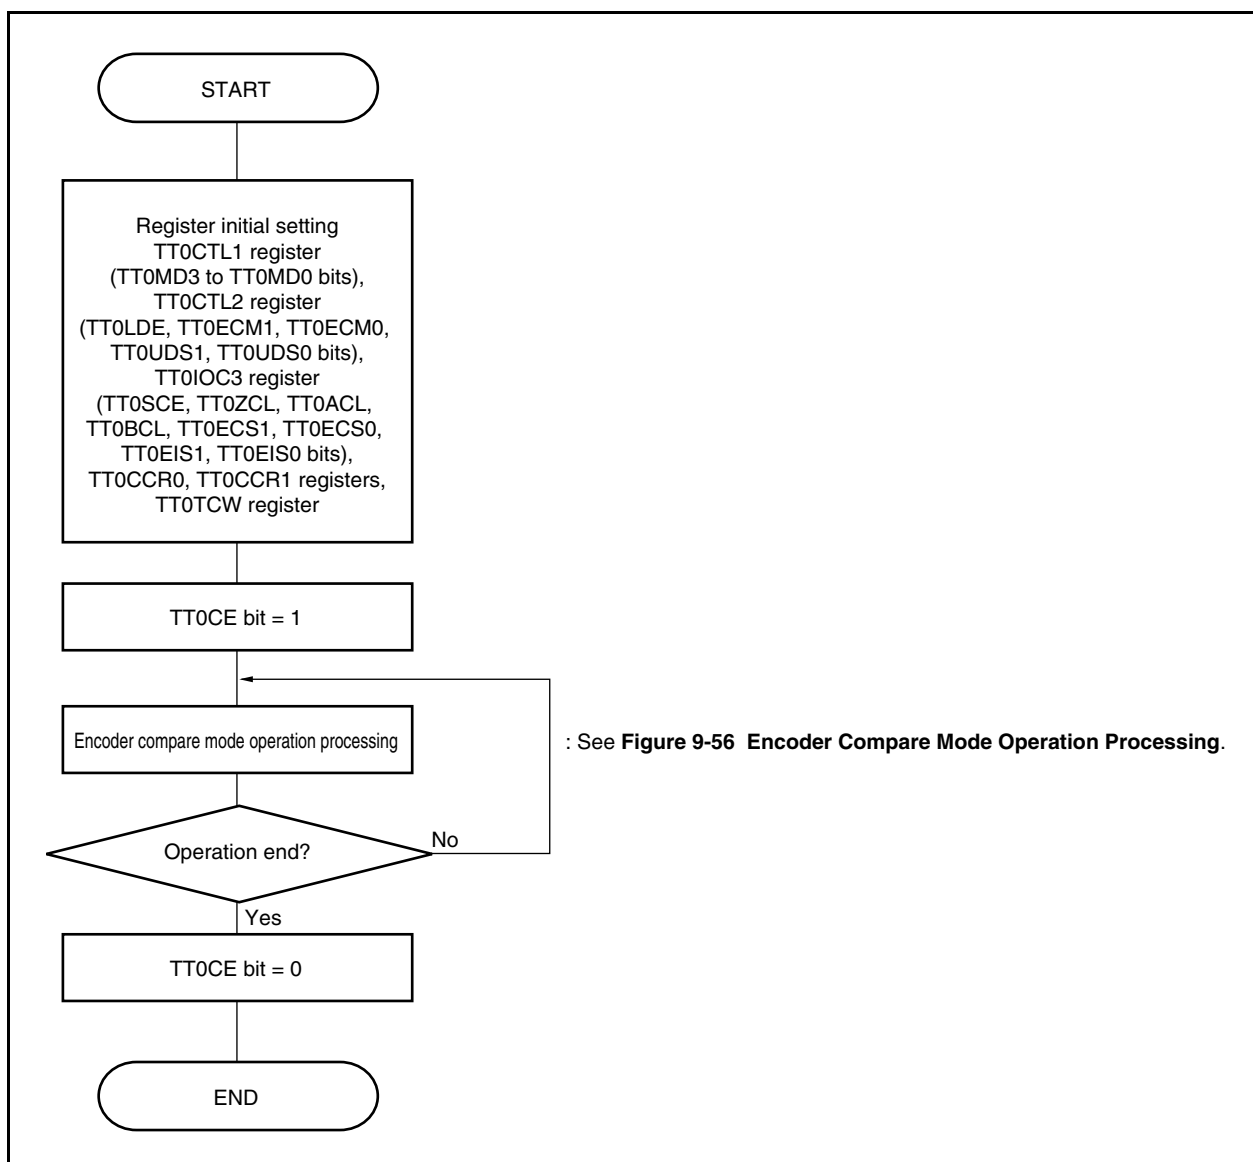 START
Register initial setting
TT0CTL1 register
(TT0MD3 to TT0MD0 bits),
TT0CTL2 register
(TT0LDE, TT0ECM1, TT0ECM0,
TT0UDS1, TT0UDS0 bits),
TT0IOC3 register
(TT0SCE, TT0ZCL, TT0ACL,
TT0BCL, TT0ECS1, TT0ECS0,
TT0EIS1, TT0EIS0 bits),
TT0CCR0, TT0CCR1 registers,
TT0TCW register
TT0CE bit = 1
Encoder compare mode operation processing
: See Figure 9-56  Encoder Compare Mode Operation Processing.
Operation end?
No
Yes
TT0CE bit = 0
END